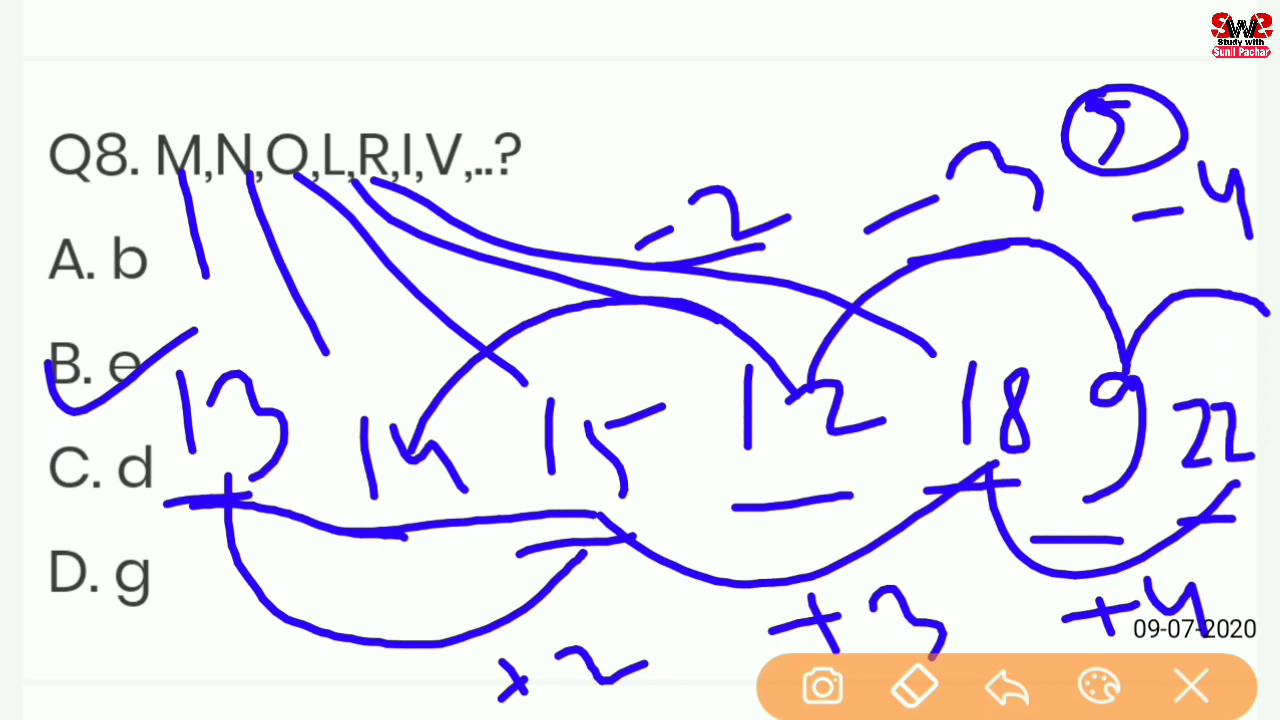 SWS
Study with
Sunil Pachar
5
Q8. M,N,Q,L,R,I,V,..?
-2 -3 -4
A. b
B. e
13 14 15 12 18 9 22
C. d
D. g
+2 +3 +4
09-07-2020